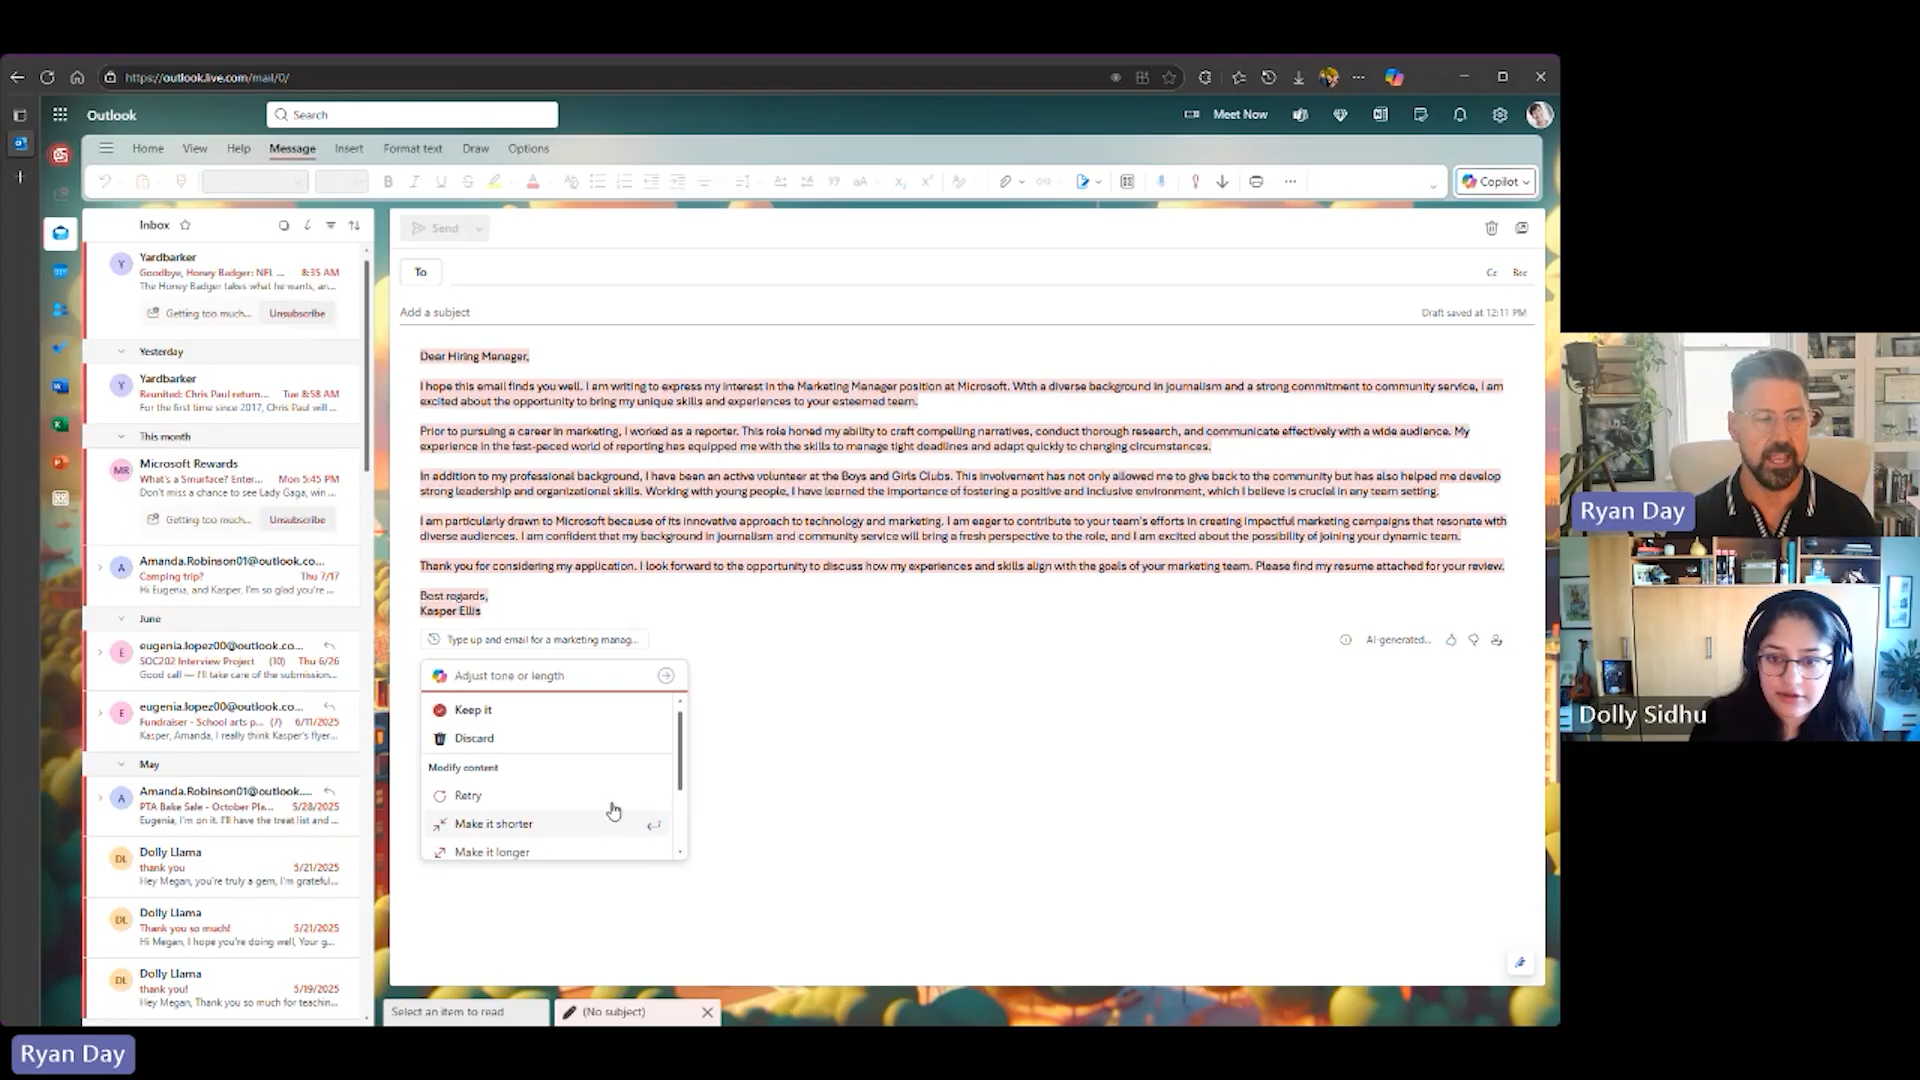 https://outlook.live.com/mail/0/
Outlook
Search
Meet Now
Home View Help Message Insert Format text Draw Options
Copilot
Inbox
Yardbarker
Goodbye, Honey Badger: NFL ... 8:35 AM
The Honey Badger takes what he wants, an...
Getting too much... Unsubscribe
Yesterday
Yardbarker
Reunited: Chris Paul return... Tue 8:58 AM
For the first time since 2017, Chris Paul will ...
This month
Microsoft Rewards
What's a Smurface? Enter... Mon 5:45 PM
Don't miss a chance to see Lady Gaga, win ...
Getting too much... Unsubscribe
Amanda.Robinson01@outlook.co...
Camping trip? Thu 7/17
Hi Eugenia, and Kasper, I'm so glad you're ...
June
eugenia.lopez00@outlook.co...
SOC202 Interview Project (10) Thu 6/26
Good call — I'll take care of the submission...
eugenia.lopez00@outlook.co...
Fundraiser - School arts p... (7) 6/11/2025
Kasper, Amanda, I really think Kasper's flyer...
May
Amanda.Robinson01@outlook....
PTA Bake Sale - October Pla... 5/28/2025
Eugenia, I'm on it. I'll have the treat list and ...
Dolly Llama
thank you 5/21/2025
Hey Megan, you're truly a gem, I'm grateful...
Dolly Llama
Thank you so much! 5/21/2025
Hi Megan, I hope you're doing well, Your g...
Dolly Llama
thank you! 5/19/2025
Hey Megan, Thank you so much for teachin...
Send
To
Cc Bcc
Add a subject
Draft saved at 12:11 PM
Dear Hiring Manager,
I hope this email finds you well. I am writing to express my interest in the Marketing Manager position at Microsoft. With a diverse background in journalism and a strong commitment to community service, I am
excited about the opportunity to bring my unique skills and experiences to your esteemed team.
Prior to pursuing a career in marketing, I worked as a reporter. This role honed my ability to craft compelling narratives, conduct thorough research, and communicate effectively with a wide audience. My
experience in the fast-paced world of reporting has equipped me with the skills to manage tight deadlines and adapt quickly to changing circumstances.
In addition to my professional background, I have been an active volunteer at the Boys and Girls Clubs. This involvement has not only allowed me to give back to the community but has also helped me develop
strong leadership and organizational skills. Working with young people, I have learned the importance of fostering a positive and inclusive environment, which I believe is crucial in any team setting.
I am particularly drawn to Microsoft because of its innovative approach to technology and marketing. I am eager to contribute to your team's efforts in creating impactful marketing campaigns that resonate with
diverse audiences. I am confident that my background in journalism and community service will bring a fresh perspective to the role, and I am excited about the possibility of joining your dynamic team.
Thank you for considering my application. I look forward to the opportunity to discuss how my experiences and skills align with the goals of your marketing team. Please find my resume attached for your review.
Best regards,
Kasper Ellis
Type up and email for a marketing manag...
AI-generated...
Adjust tone or length
Keep it
Discard
Modify content
Retry
Make it shorter
Make it longer
Select an item to read
(No subject)
Ryan Day
Dolly Sidhu
Ryan Day